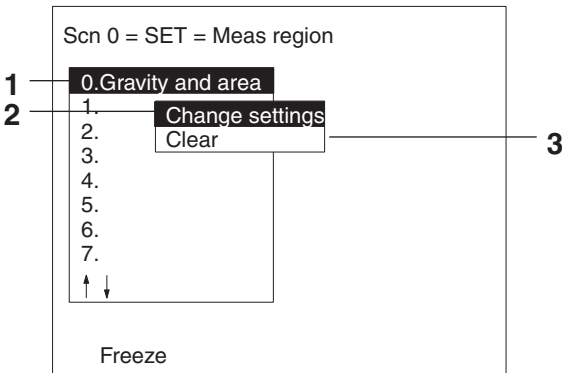 Scn 0 = SET = Meas region
1
0.Gravity and area
2
1.
Change settings
2.
Clear
3
3.
4.
5.
6.
7.
↑ ↓
Freeze